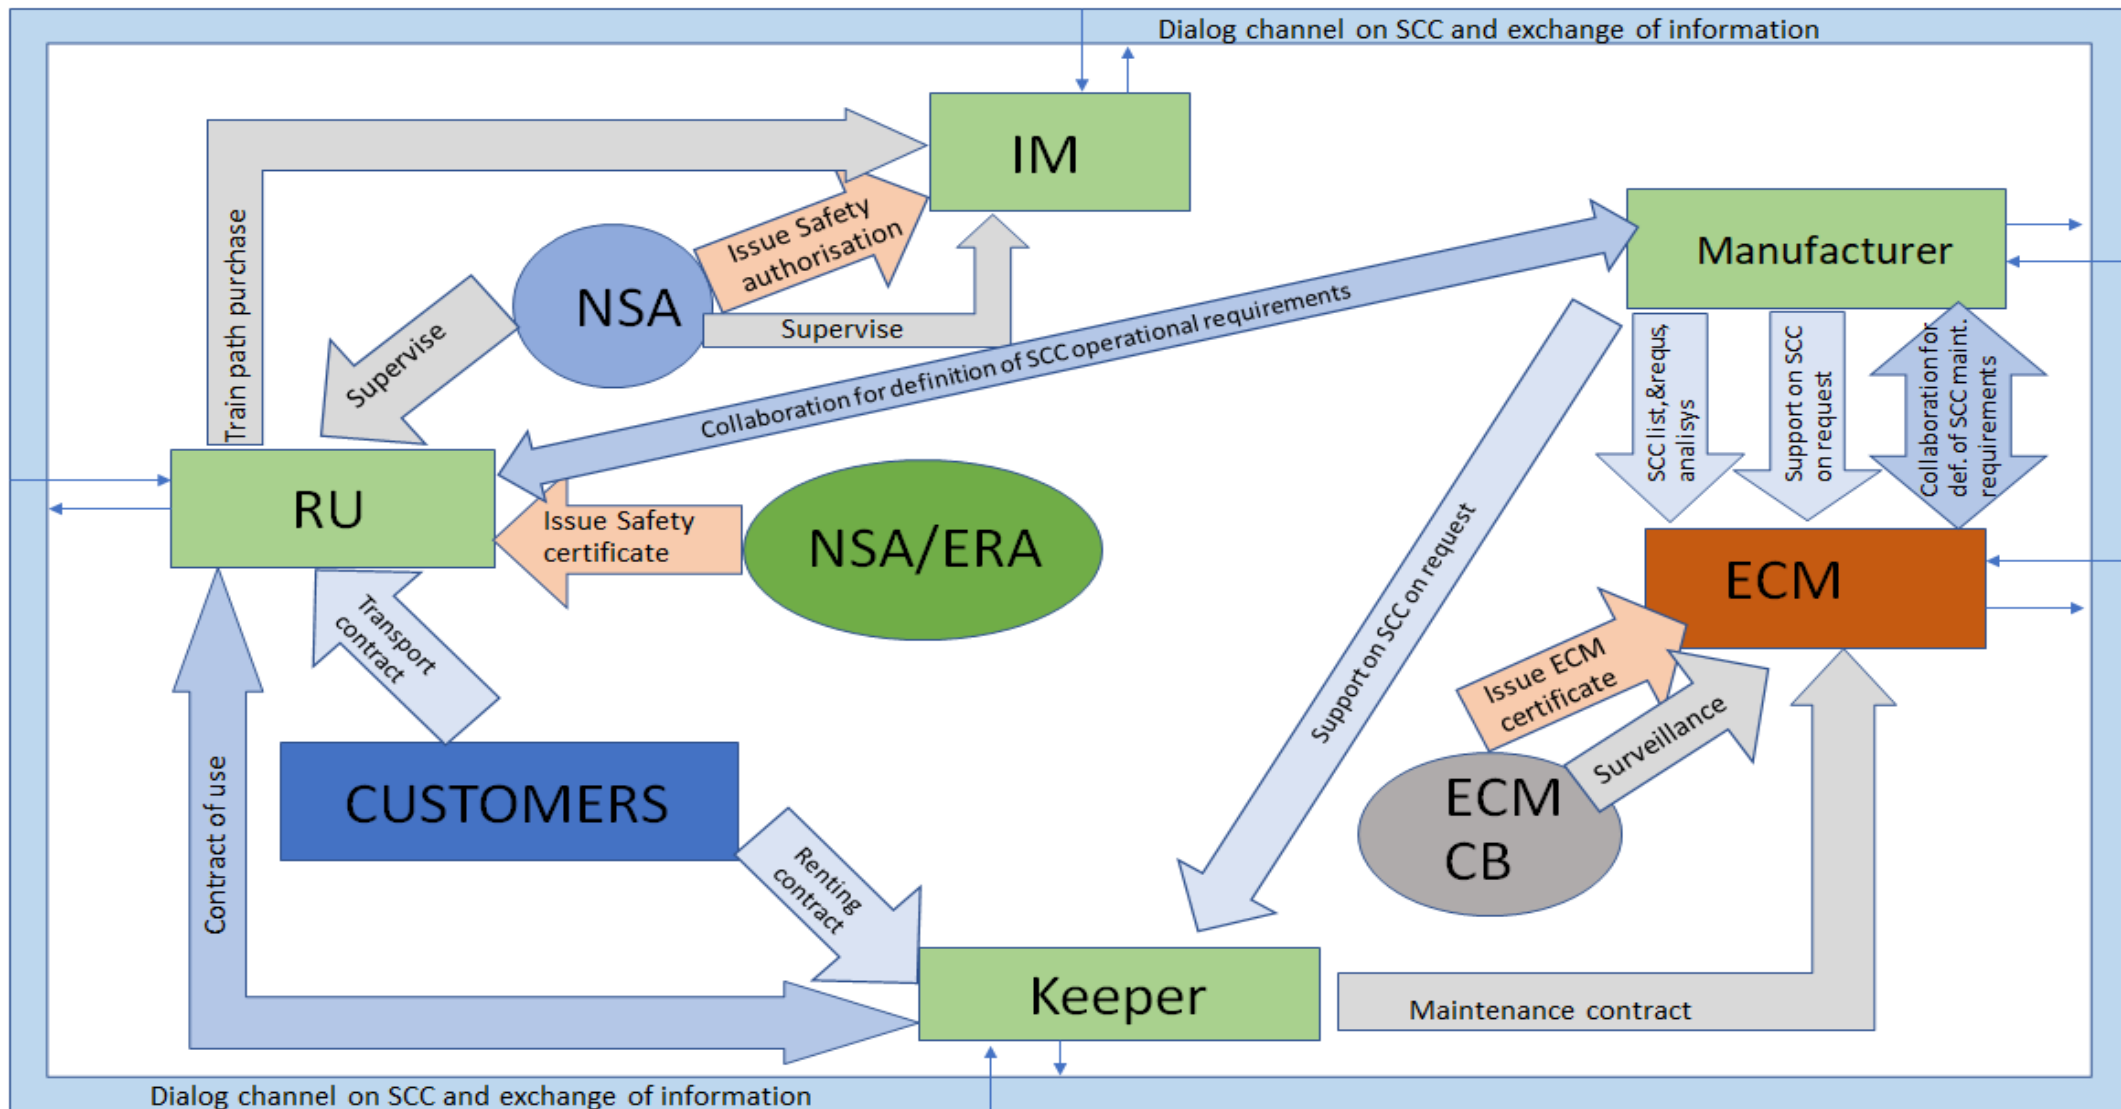 Dialog channel on SCC and exchange of information
IM
Train path purchase
Issue Safety
authorisation
NSA
Supervise
Supervise
Manufacturer
Collaboration for definition of SCC operational requirements
SCC list,&requs,
analisys
Support on SCC
on request
Collaboration for
def. of SCC maint.
requirements
RU
Issue Safety
certificate
NSA/ERA
Support on SCC on request
ECM
Transport
contract
Issue ECM
certificate
Surveillance
ECM
CB
CUSTOMERS
Contract of use
Renting
contract
Keeper
Maintenance contract
Dialog channel on SCC and exchange of information